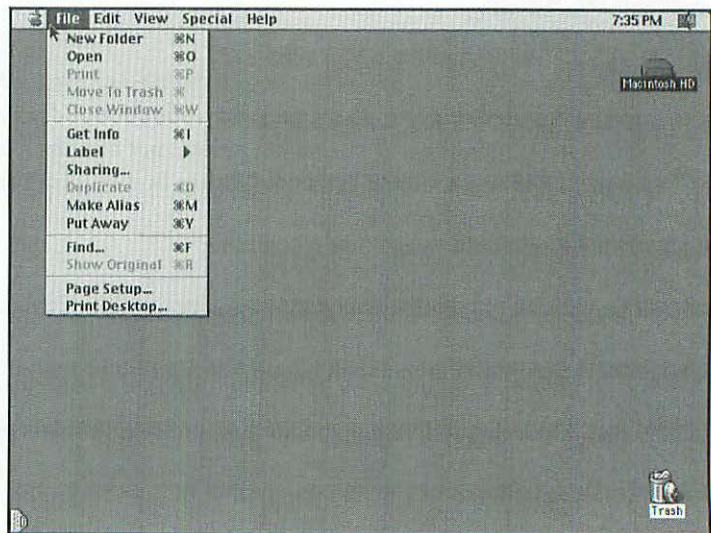 File Edit View Special Help 7:35 PM
New Folder ⌘N
Open ⌘O
Print ⌘P
Move To Trash ⌘
Close Window ⌘W
Get Info ⌘I
Label ▶
Sharing...
Duplicate ⌘D
Make Alias ⌘M
Put Away ⌘Y
Find... ⌘F
Show Original ⌘R
Page Setup...
Print Desktop...
Macintosh HD
Trash